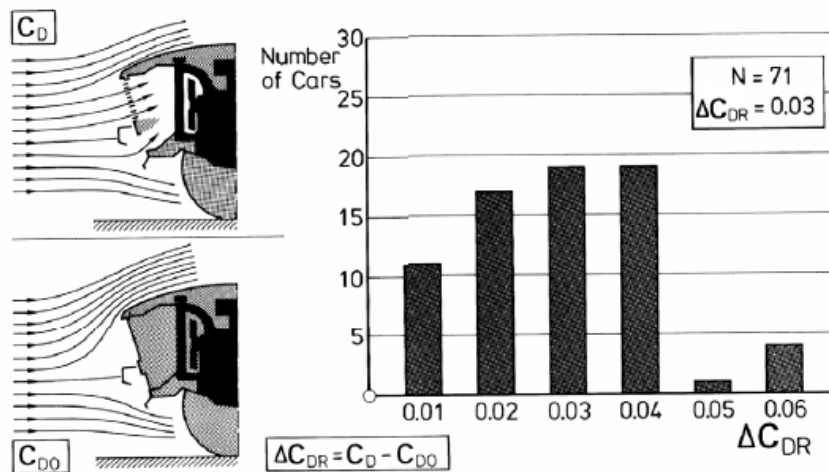 C_D
C_DO
Number
of Cars
30
25
20
15
10
5
N = 71
ΔC_DR = 0.03
0.01 0.02 0.03 0.04 0.05 0.06
ΔC_DR
ΔC_DR = C_D - C_DO